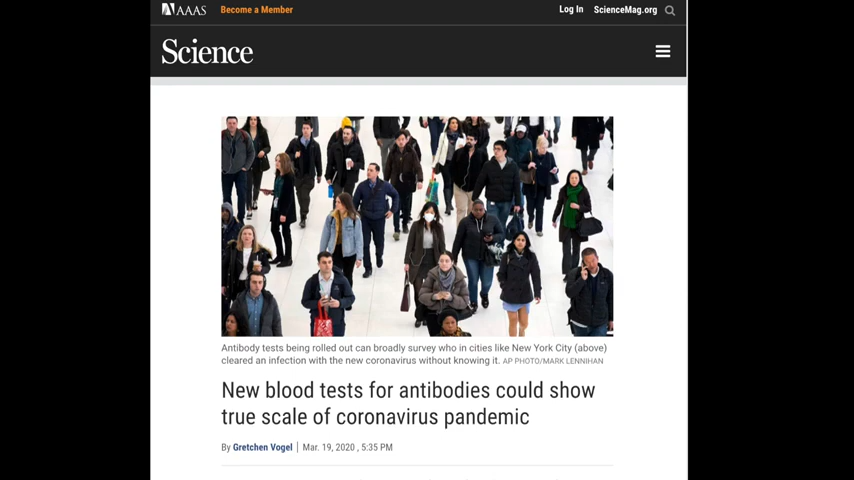 AAAS Become a Member Log In ScienceMag.org
Science
Antibody tests being rolled out can broadly survey who in cities like New York City (above)
cleared an infection with the new coronavirus without knowing it. AP PHOTO/MARK LENNIHAN
New blood tests for antibodies could show
true scale of coronavirus pandemic
By Gretchen Vogel | Mar. 19, 2020 , 5:35 PM